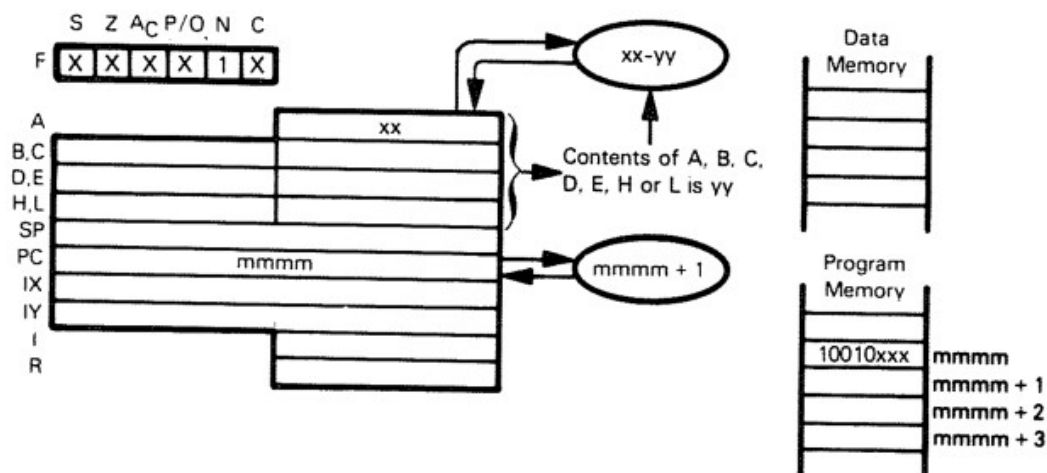 S Z AC P/O N C
F X X X X 1 X
xx-yy
Data
Memory
A xx
B,C
D,E
H,L
SP
PC mmmm
IX
IY
I
R
Contents of A, B, C,
D, E, H or L is yy
mmmm + 1
Program
Memory
10010xxx mmmm
mmmm + 1
mmmm + 2
mmmm + 3